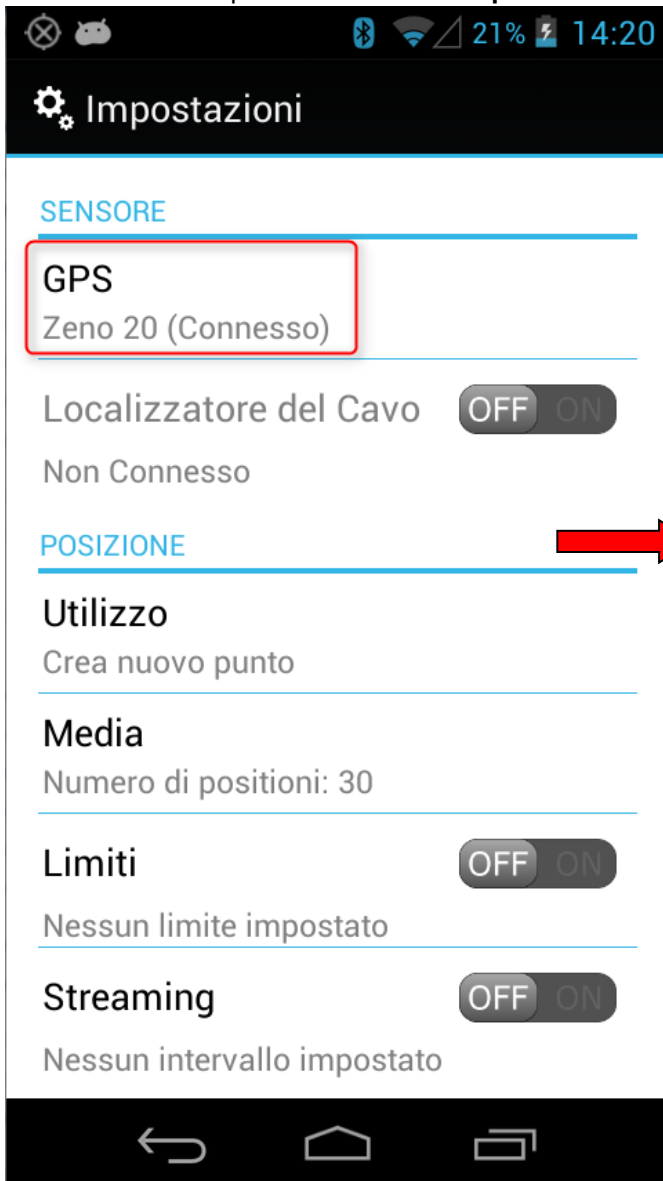 21% 14:20
Impostazioni
SENSORE
GPS
Zeno 20 (Connesso)
Localizzatore del Cavo OFF ON
Non Connesso
POSIZIONE
Utilizzo
Crea nuovo punto
Media
Numero di positioni: 30
Limiti OFF ON
Nessun limite impostato
Streaming OFF ON
Nessun intervallo impostato